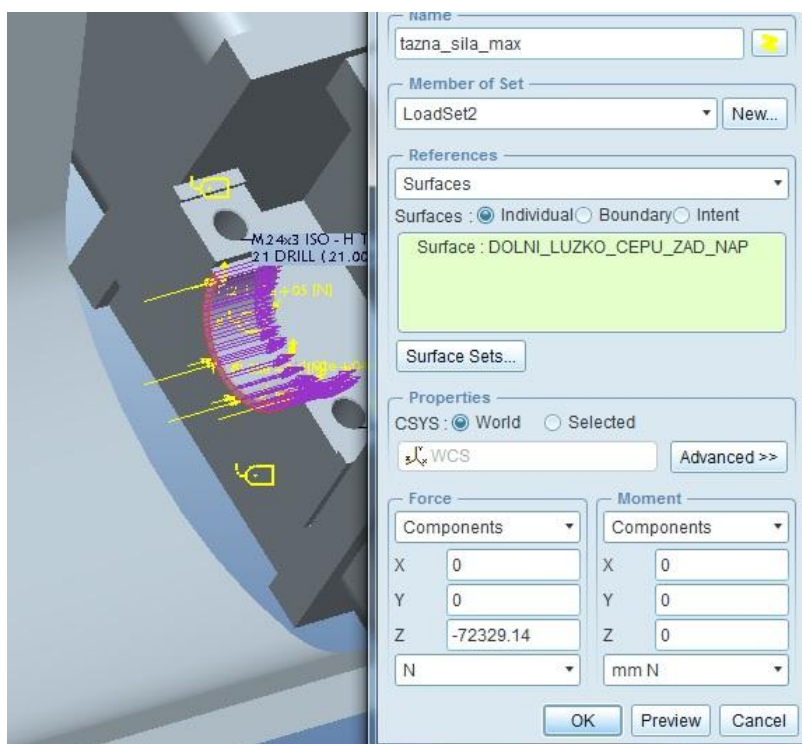 Name
tazna_sila_max
Member of Set
LoadSet2
New...
References
Surfaces
Surfaces : Individual Boundary Intent
Surface : DOLNI_LUZKO_CEPU_ZAD_NAP
Surface Sets...
Properties
CSYS : World Selected
WCS
Advanced >>
Force
Moment
Components
Components
X 0
X 0
Y 0
Y 0
Z -72329.14
Z 0
N
mm N
OK
Preview
Cancel
M24x3 ISO - H T
21 DRILL ( 21.00
+05 [N]